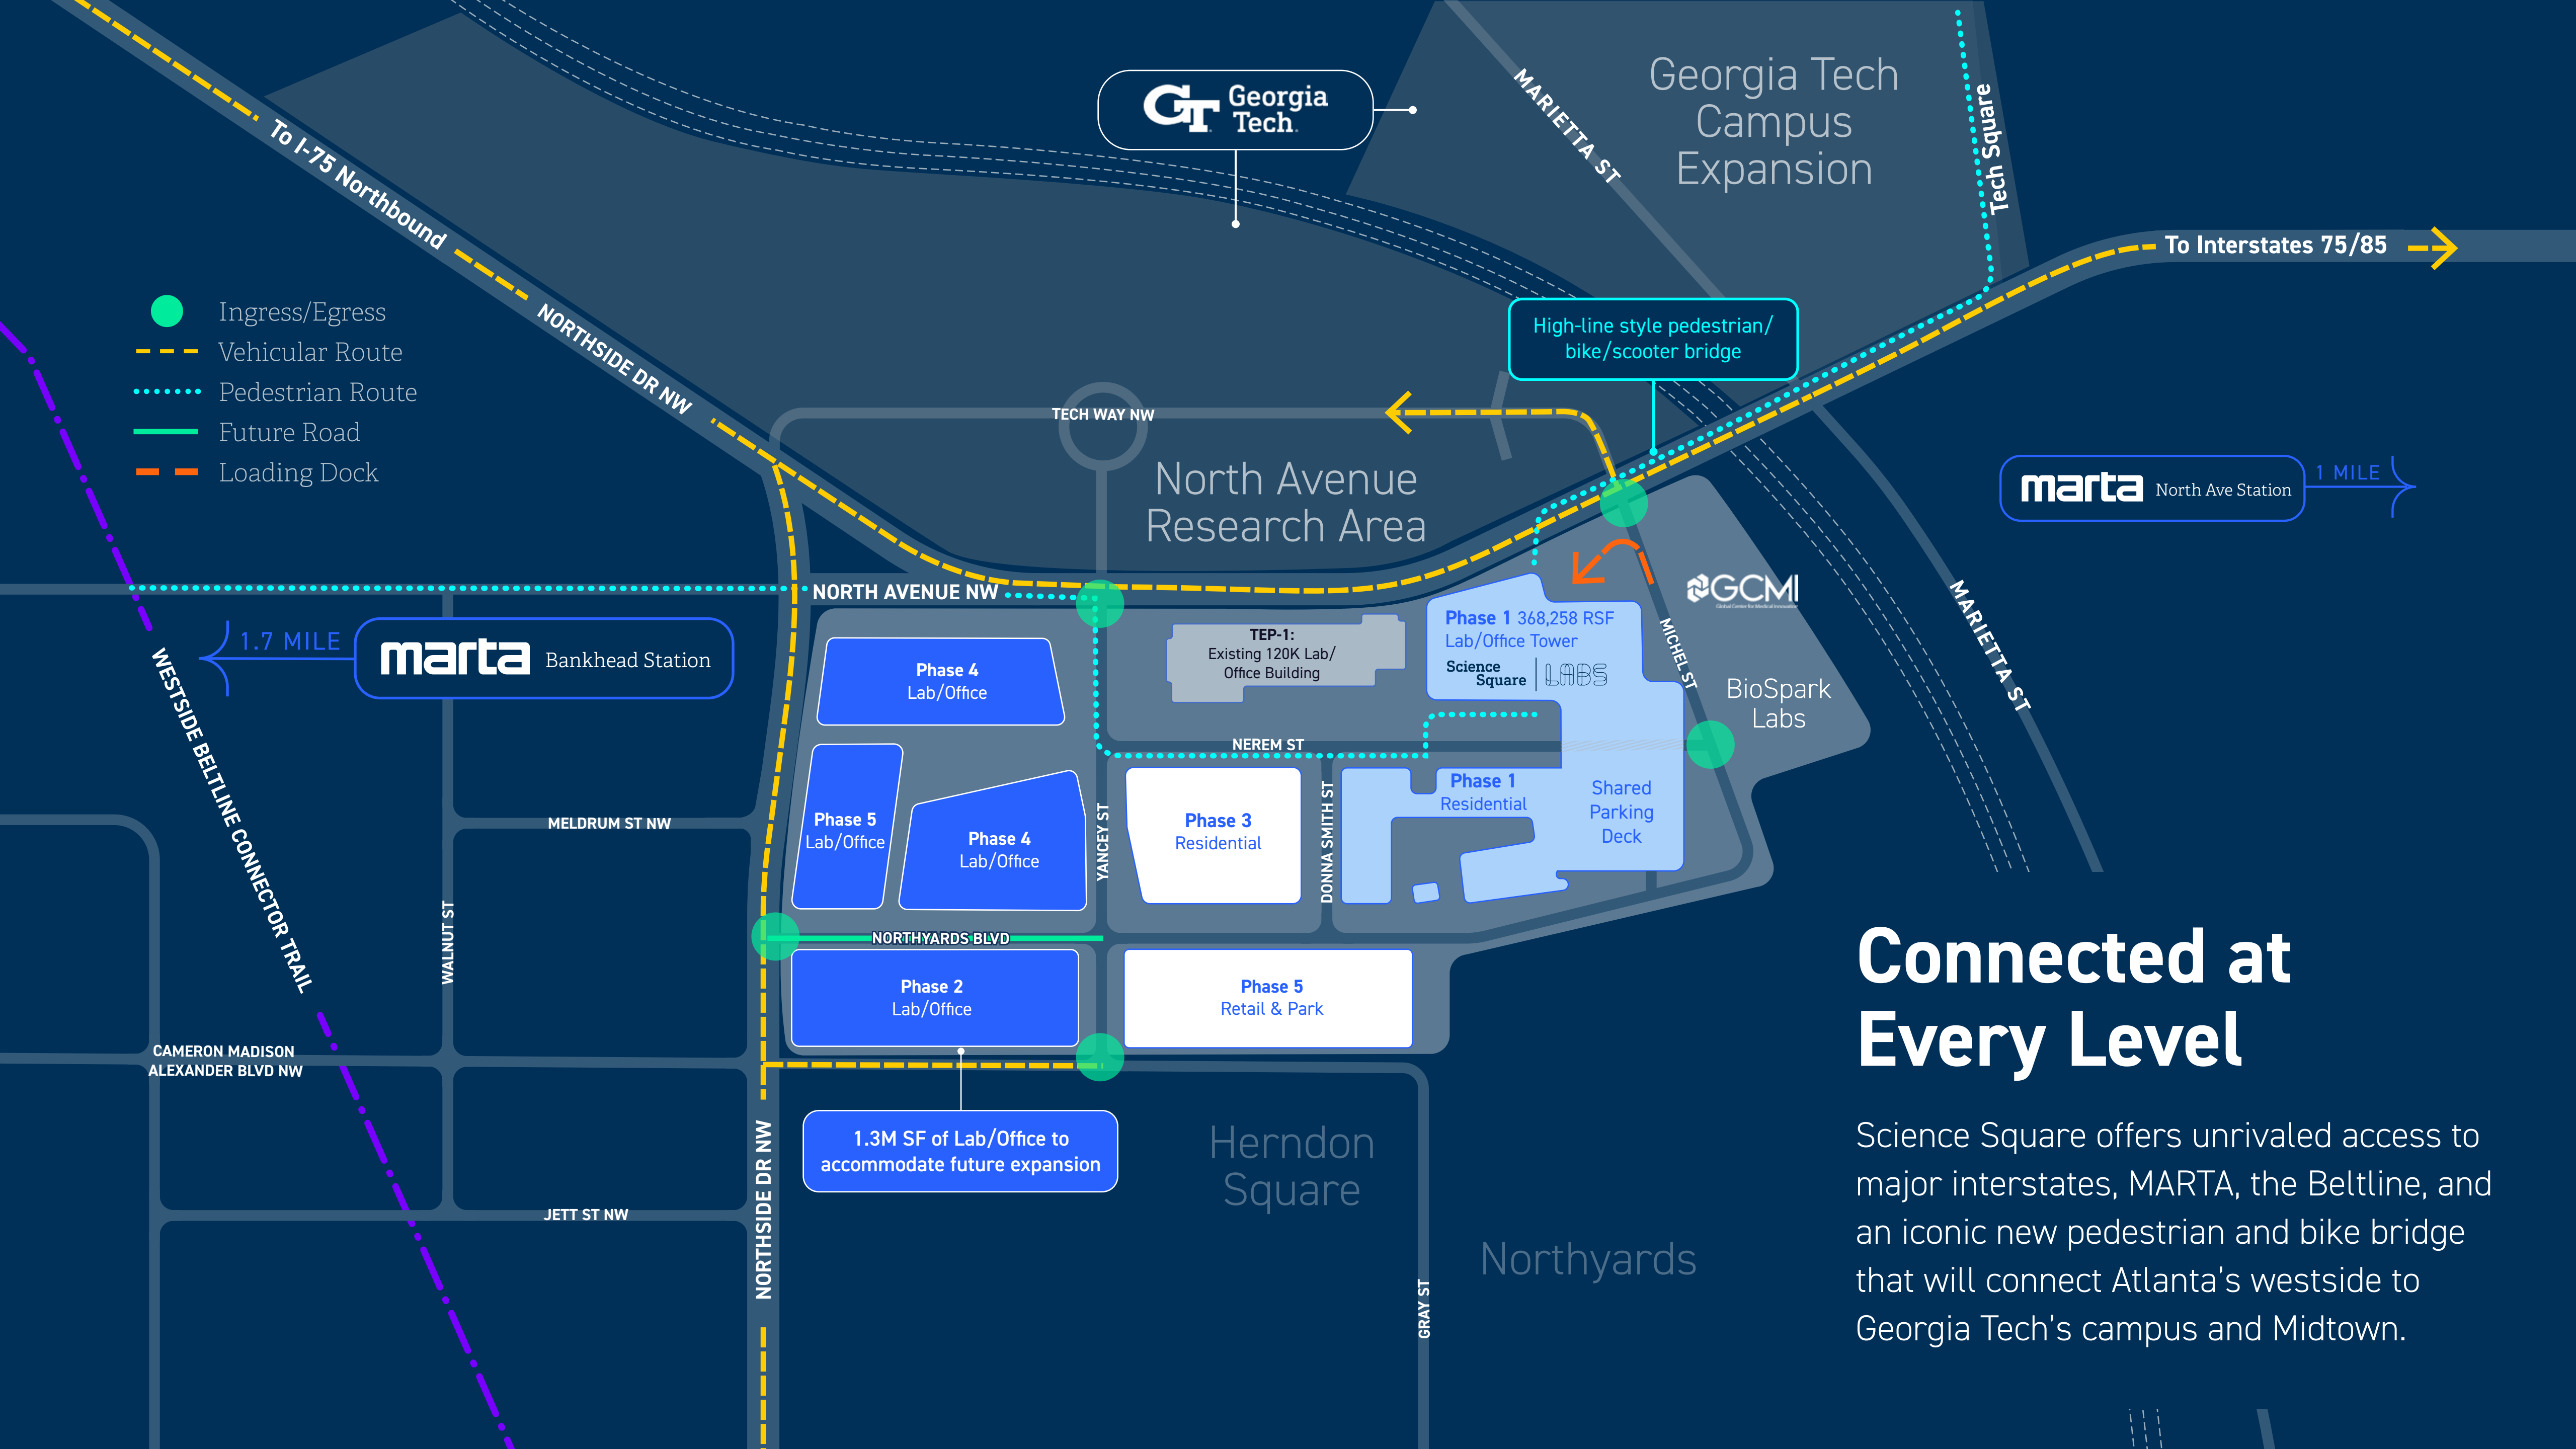 GT Georgia
Tech
Georgia Tech
Campus
Expansion
MARIETTA ST
Tech Square
To I-75 Northbound
To Interstates 75/85
Ingress/Egress
Vehicular Route
Pedestrian Route
Future Road
Loading Dock
NORTHSIDE DR NW
High-line style pedestrian/
bike/scooter bridge
TECH WAY NW
North Avenue
Research Area
marta North Ave Station
1 MILE
NORTH AVENUE NW
GCMI
Global Center for Medical Innovation
MARIETTA ST
1.7 MILE
marta Bankhead Station
WESTSIDE BELTLINE CONNECTOR TRAIL
Phase 4
Lab/Office
TEP-1:
Existing 120K Lab/
Office Building
Phase 1 368,258 RSF
Lab/Office Tower
Science
Square
LABS
MICHEL ST
BioSpark
Labs
NEREM ST
MELDRUM ST NW
Phase 5
Lab/Office
Phase 4
Lab/Office
YANCEY ST
Phase 3
Residential
DONNA SMITH ST
Phase 1
Residential
Shared
Parking
Deck
WALNUT ST
NORTHYARDS BLVD
Phase 2
Lab/Office
Phase 5
Retail & Park
CAMERON MADISON
ALEXANDER BLVD NW
1.3M SF of Lab/Office to
accommodate future expansion
NORTHSIDE DR NW
Herndon
Square
JETT ST NW
Northyards
GRAY ST
Connected at
Every Level
Science Square offers unrivaled access to
major interstates, MARTA, the Beltline, and
an iconic new pedestrian and bike bridge
that will connect Atlanta's westside to
Georgia Tech's campus and Midtown.